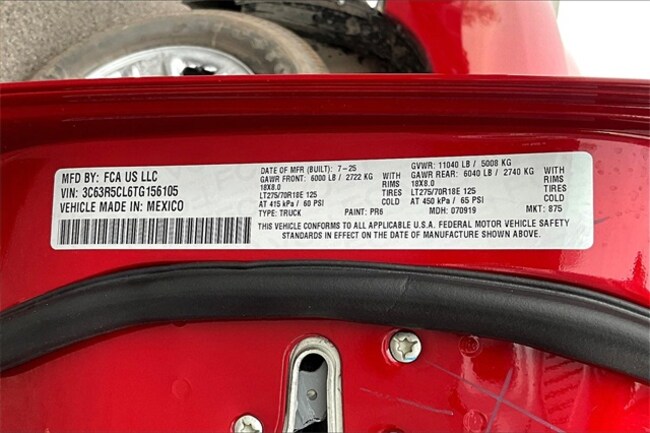 MFD BY: FCA US LLC
VIN: 3C63R5CL6TG156105
VEHICLE MADE IN: MEXICO
DATE OF MFR (BUILT): 7-25
GAWR FRONT: 6000 LB / 2722 KG WITH
18X8.0 RIMS
LT275/70R18E 125 TIRES
AT 415 kPa / 60 PSI COLD
TYPE: TRUCK PAINT: PR6
GVWR: 11040 LB / 5008 KG
GAWR REAR: 6040 LB / 2740 KG WITH
18X8.0 RIMS
LT275/70R18E 125 TIRES
AT 450 kPa / 65 PSI COLD
MDH: 070919 MKT: 875
THIS VEHICLE CONFORMS TO ALL APPLICABLE U.S.A. FEDERAL MOTOR VEHICLE SAFETY
STANDARDS IN EFFECT ON THE DATE OF MANUFACTURE SHOWN ABOVE.